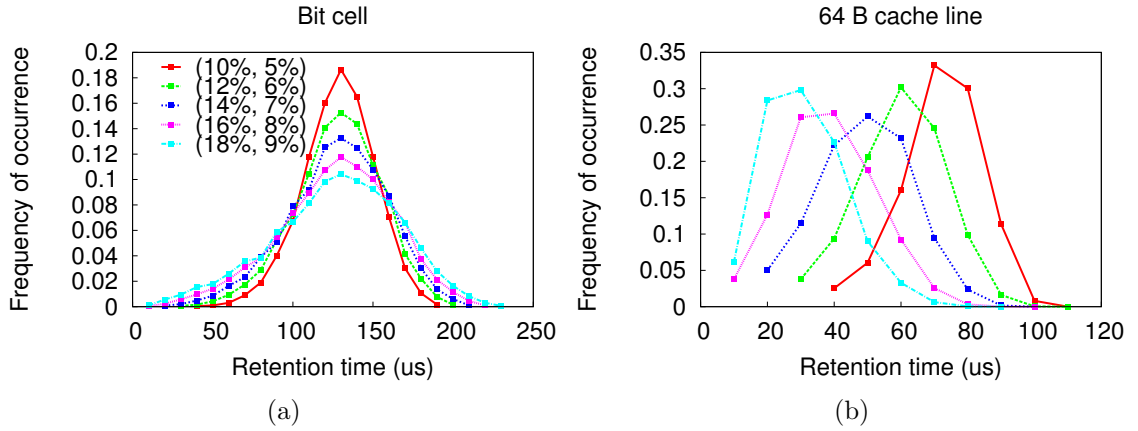 Bit cell
Frequency of occurrence
0.2
0.18
0.16
0.14
0.12
0.1
0.08
0.06
0.04
0.02
0
(10%, 5%)
(12%, 6%)
(14%, 7%)
(16%, 8%)
(18%, 9%)
0 50 100 150 200 250
Retention time (us)
(a)
64 B cache line
Frequency of occurrence
0.35
0.3
0.25
0.2
0.15
0.1
0.05
0
0 20 40 60 80 100 120
Retention time (us)
(b)